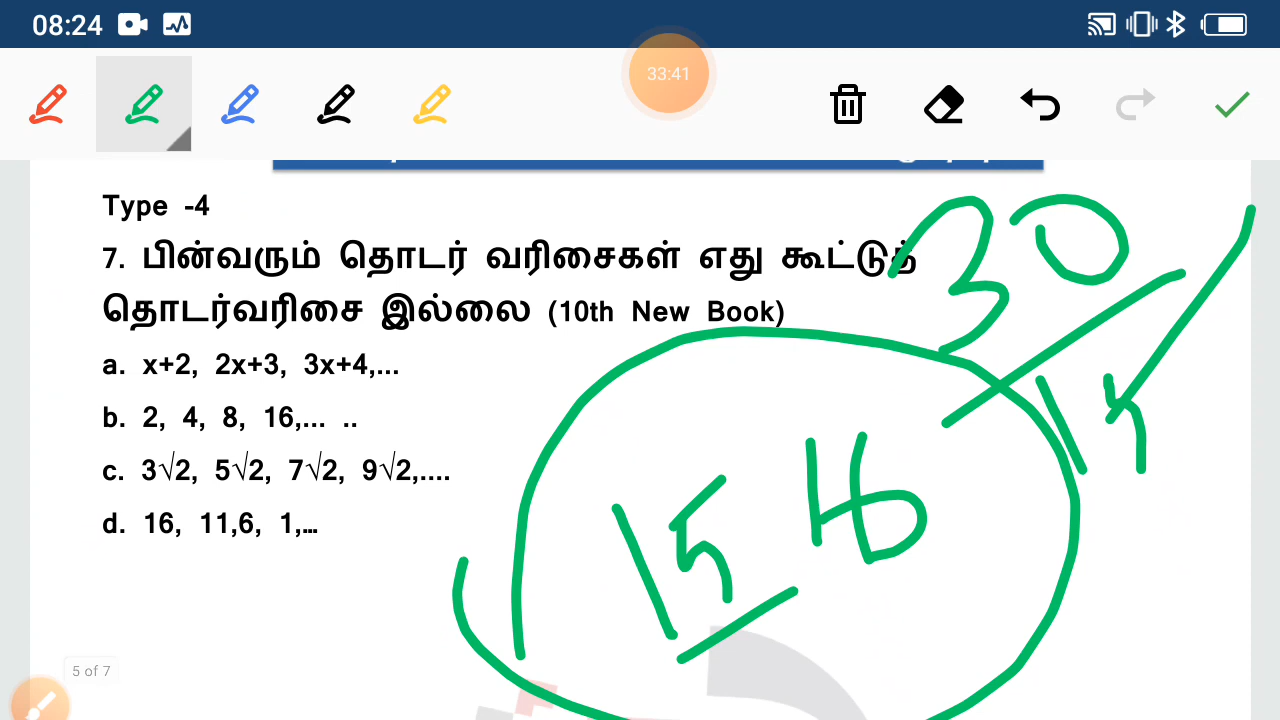 08:24
33:41
Type -4
7. பின்வரும் தொடர் வரிசைகள் எது கூட்டுத்
தொடர்வரிசை இல்லை (10th New Book)
a. x+2, 2x+3, 3x+4,...
b. 2, 4, 8, 16,... ..
c. 3√2, 5√2, 7√2, 9√2,....
d. 16, 11,6, 1,...
30
15
15
5 of 7